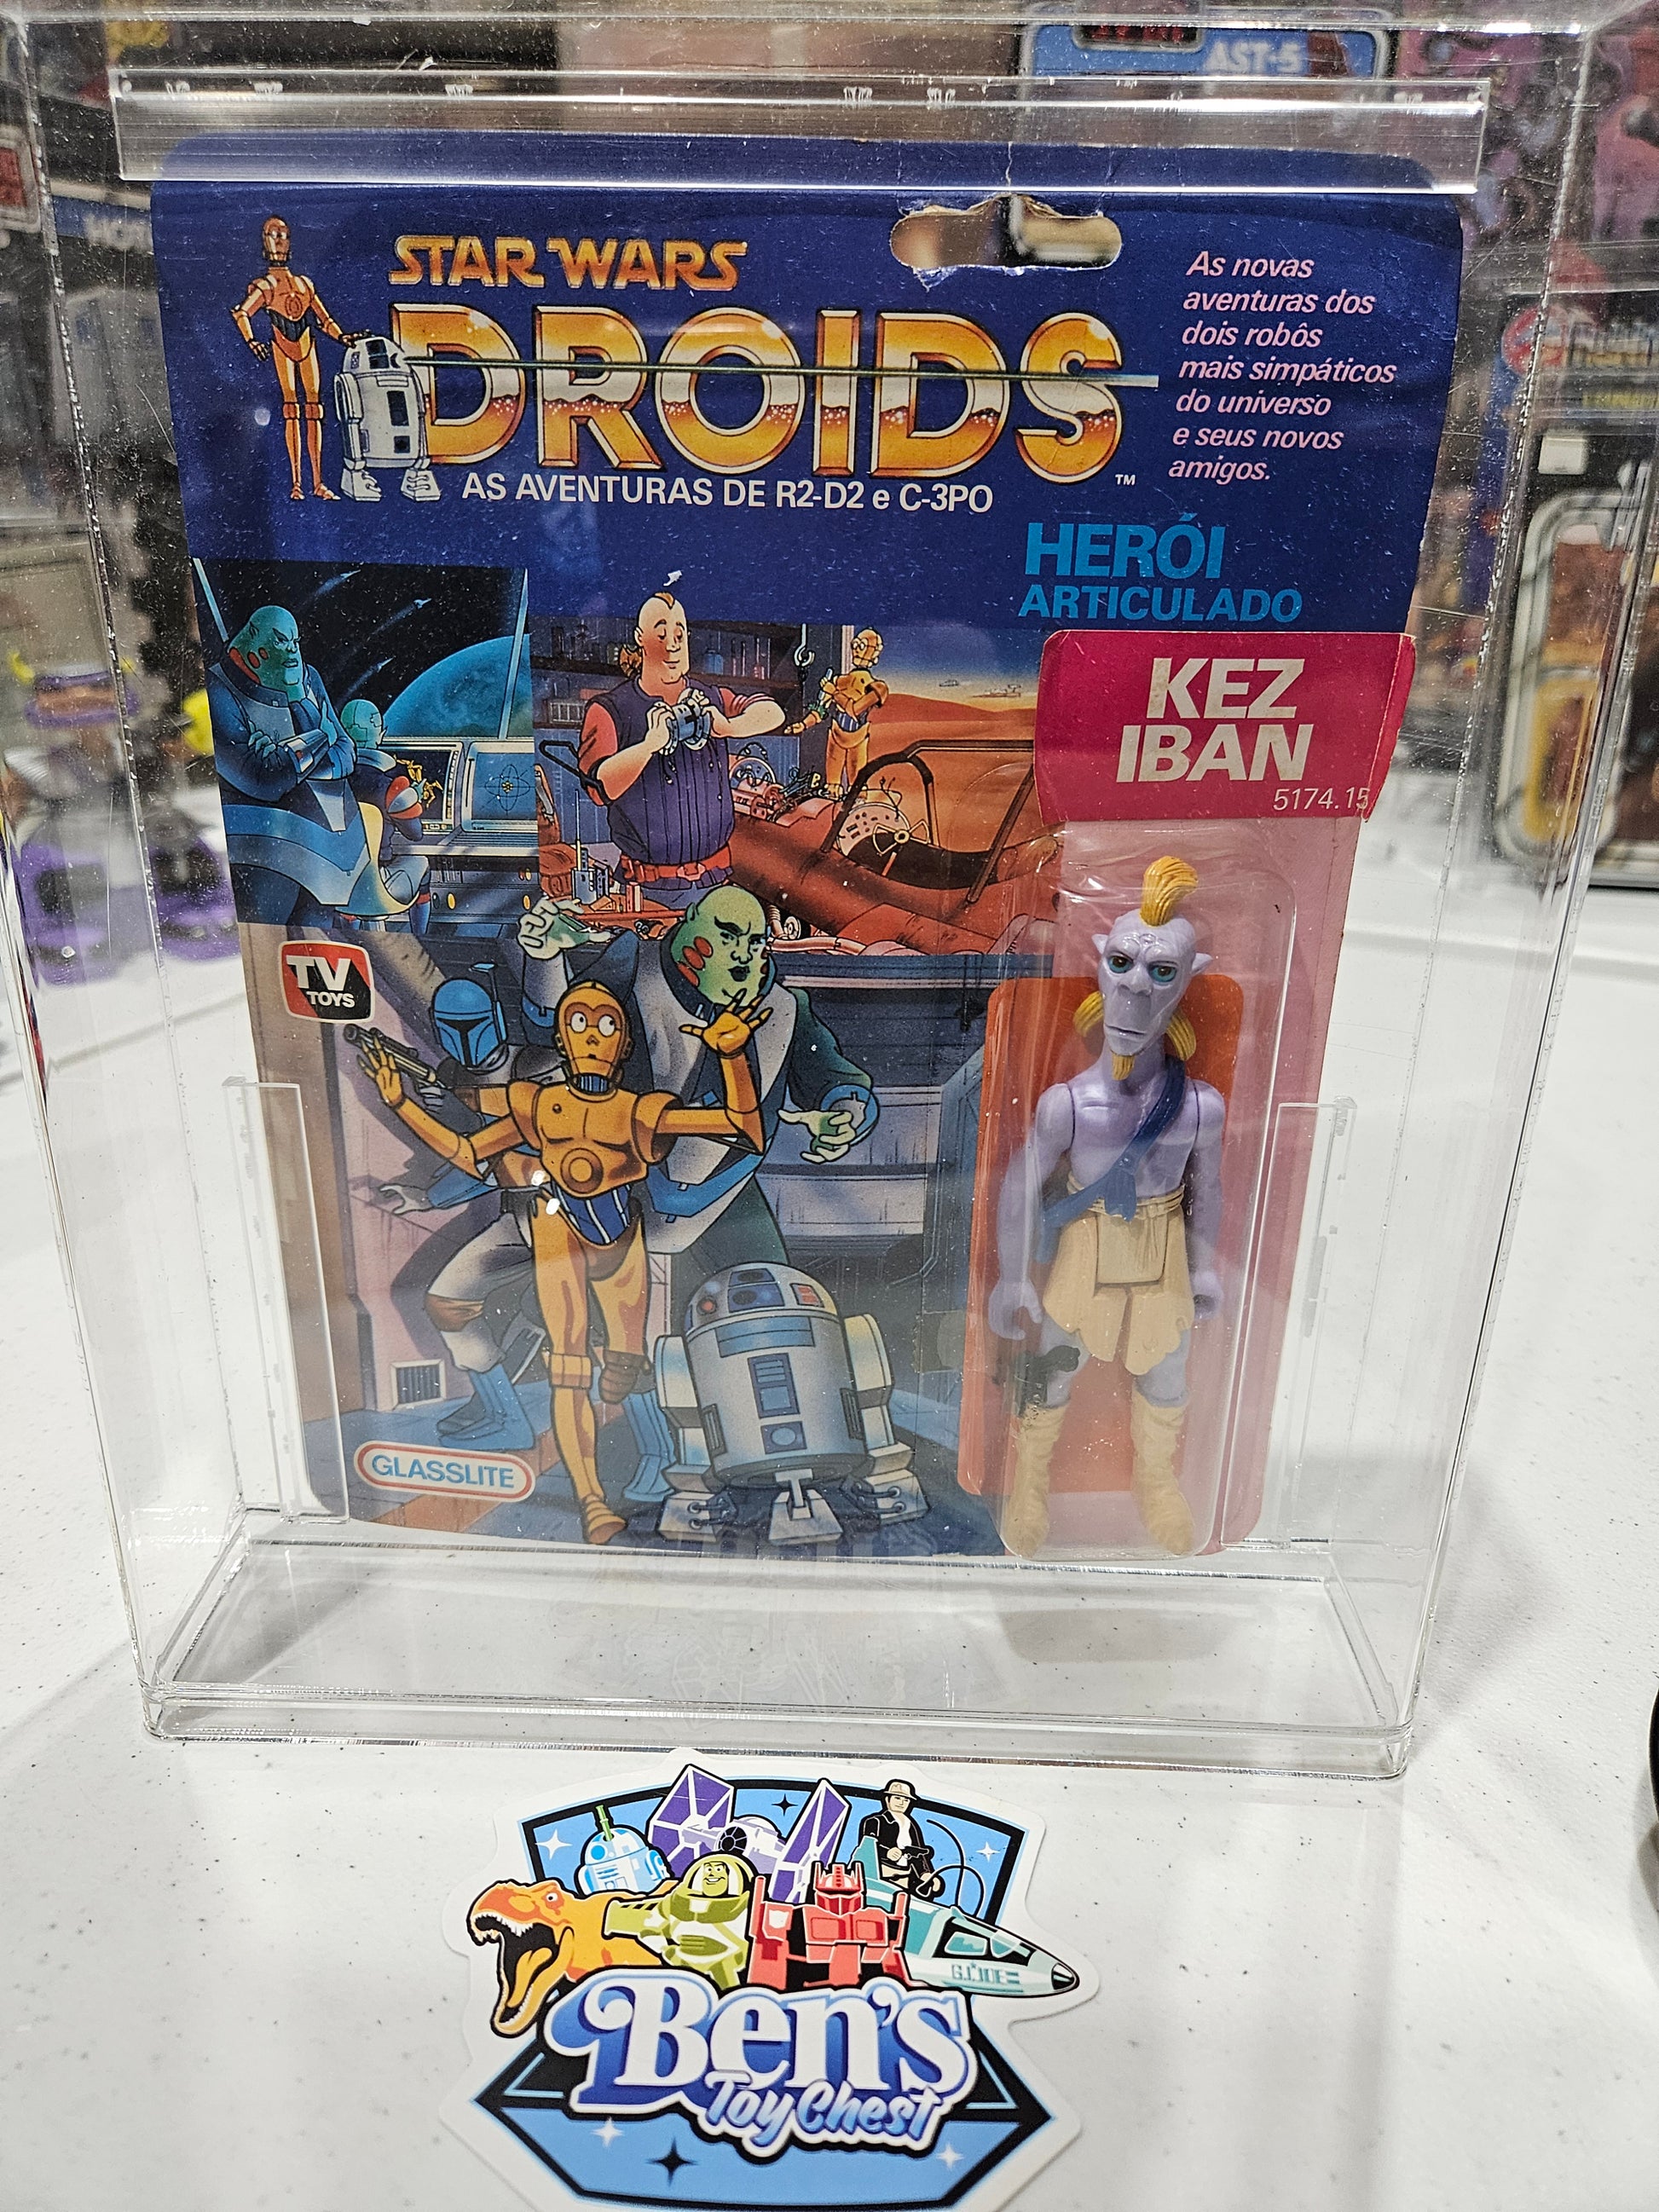 AST-5
STAR WARS
DROIDS
TM
AS AVENTURAS DE R2-D2 e C-3PO
As novas
aventuras dos
dois robôs
mais simpáticos
do universo
e seus novos
amigos.
HERÓI
ARTICULADO
KEZ
IBAN
5174.15
TV
TOYS
GLASSLITE
G.I. JOE
Ben's
Toy Chest